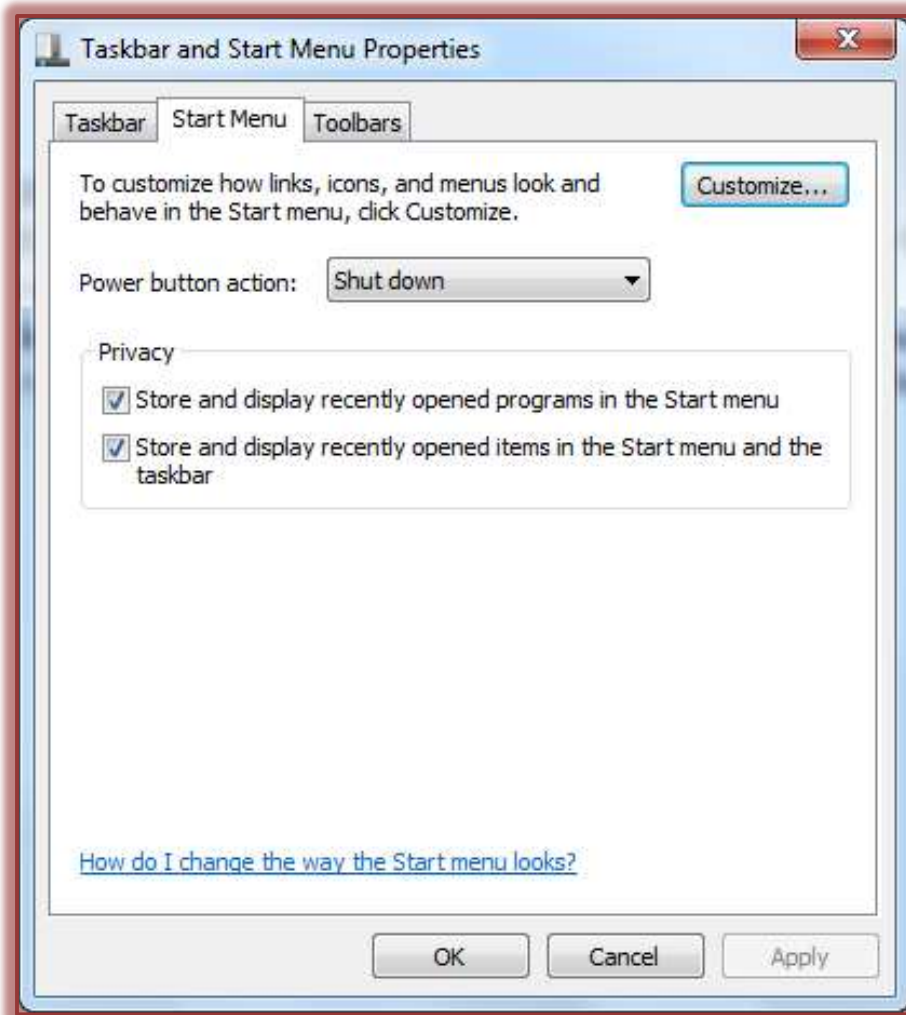 Taskbar and Start Menu Properties
Taskbar Start Menu Toolbars
To customize how links, icons, and menus look and
behave in the Start menu, click Customize.
Customize...
Power button action: Shut down
Privacy
Store and display recently opened programs in the Start menu
Store and display recently opened items in the Start menu and the
taskbar
How do I change the way the Start menu looks?
OK Cancel Apply